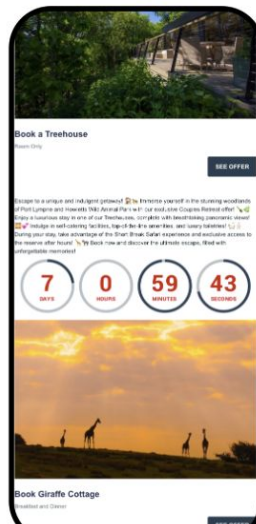 Book a Treehouse
Room Only
SEE OFFER
Escape to a unique and indulgent getaway! Immerse yourself in the stunning woodlands
of Port Lympne and Howletts Wild Animal Park with our exclusive Couples Retreat offer!
Enjoy a luxurious stay in one of our Treehouses, complete with breathtaking panoramic views!
Indulge in self-catering facilities, top-of-the-line amenities, and luxury toiletries!
During your stay, take advantage of the Short Break Safari experience and exclusive access to
the reserve after hours! Book now and discover the ultimate escape, filled with
unforgettable memories!
7 0 59 43
DAYS HOURS MINUTES SECONDS
Book Giraffe Cottage
Breakfast and Dinner